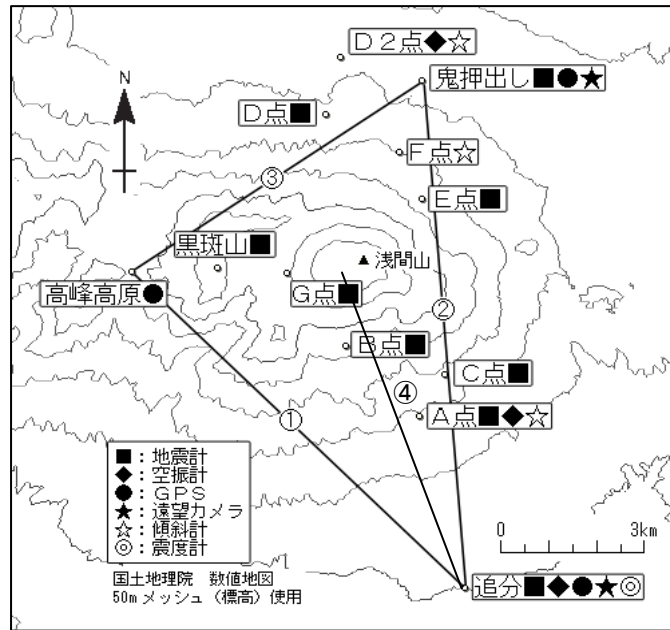 D2点◆☆
N
鬼押出し■●★
D点■
F点☆
③
E点■
黒斑山■
▲ 浅間山
高峰高原●
G点■
②
B点■
C点■
④
A点■◆☆
①
■：地震計
◆：空振計
●：GPS
★：遠望カメラ
☆：傾斜計
◎：震度計
0 3km
国土地理院 数値地図
50mメッシュ（標高）使用
追分■◆●★◎